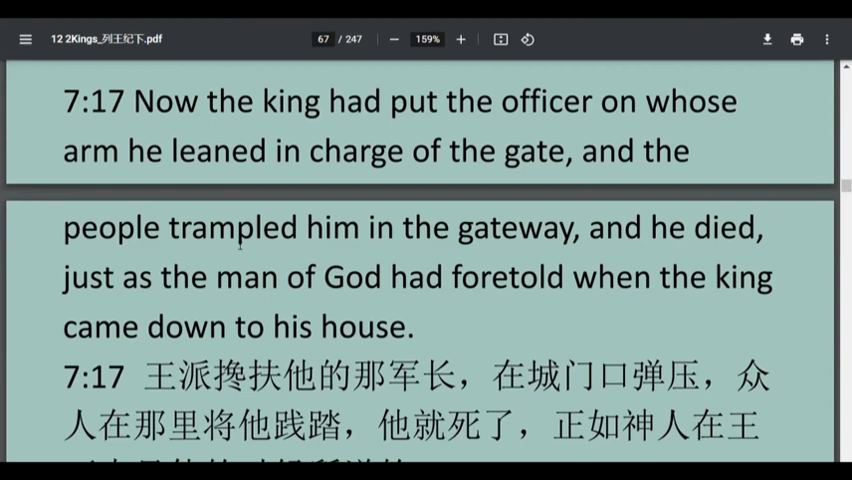 12 2Kings_列王纪下.pdf 67 / 247 159%
7:17 Now the king had put the officer on whose
arm he leaned in charge of the gate, and the
people trampled him in the gateway, and he died,
just as the man of God had foretold when the king
came down to his house.
7:17 王派搀扶他的那军长，在城门口弹压，众
人在那里将他践踏，他就死了，正如神人在王